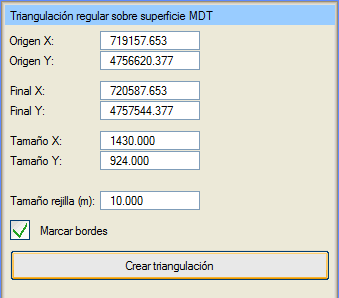 Triangulación regular sobre superficie MDT
Origen X: 719157.653
Origen Y: 4756620.377
Final X: 720587.653
Final Y: 4757544.377
Tamaño X: 1430.000
Tamaño Y: 924.000
Tamaño rejilla (m): 10.000
Marcar bordes
Crear triangulación